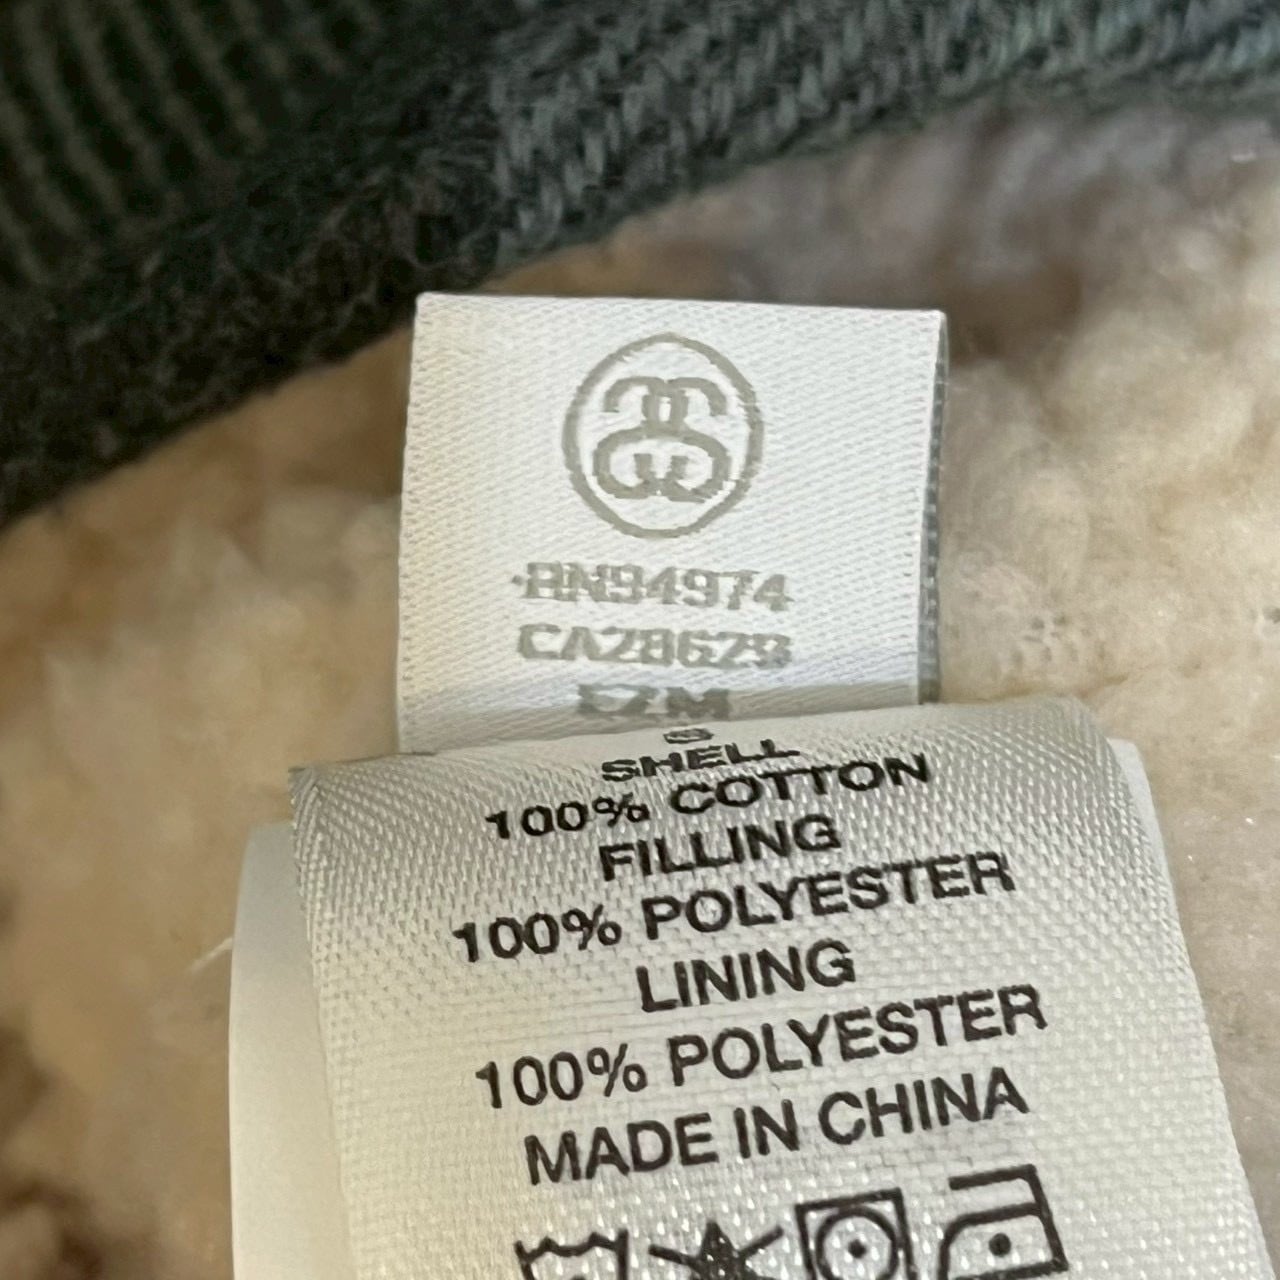 RN94974
CA28629
S
SHELL
100% COTTON
FILLING
100% POLYESTER
LINING
100% POLYESTER
MADE IN CHINA